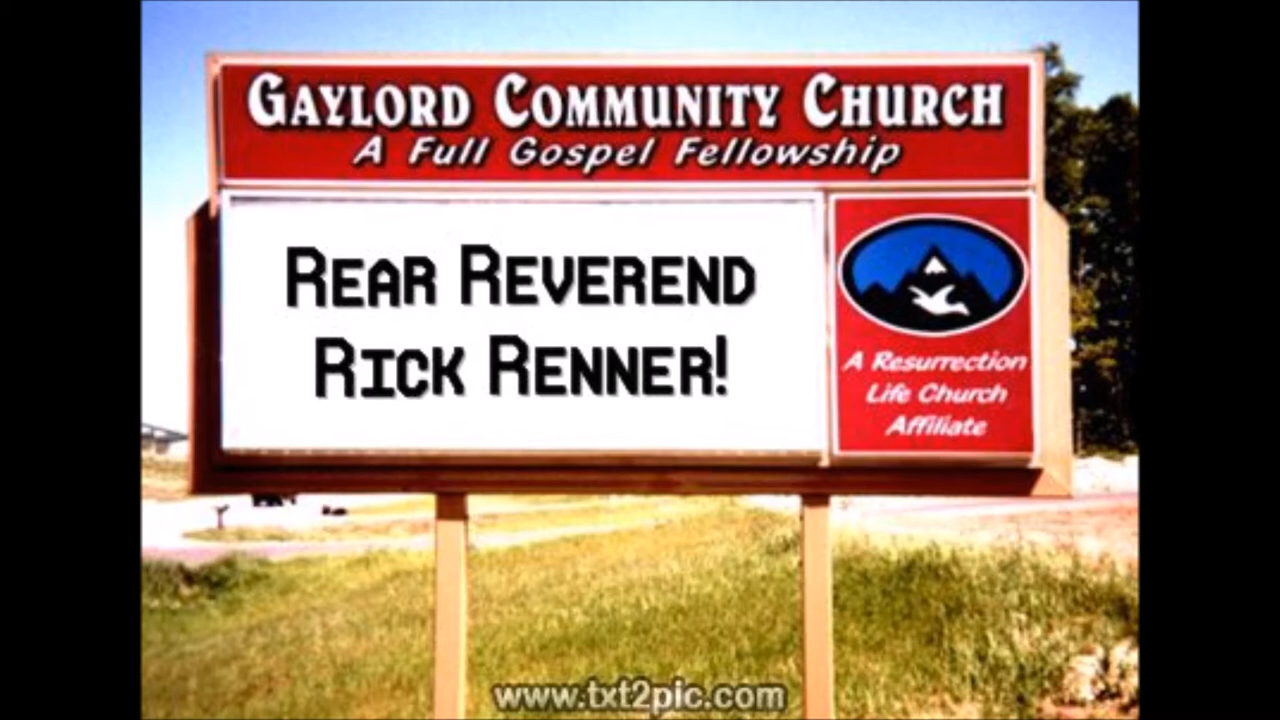 Gaylord Community Church
A Full Gospel Fellowship
Rear Reverend
Rick Renner!
A Resurrection
Life Church
Affiliate
www.txt2pic.com